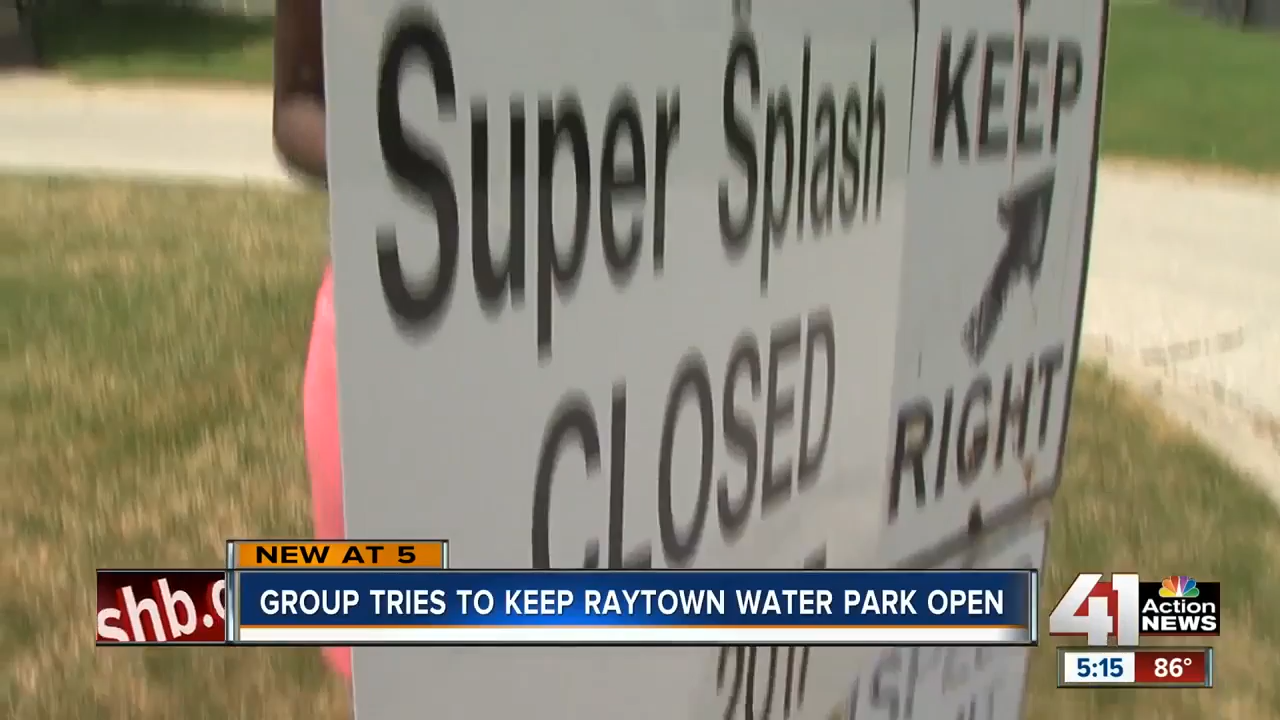 Super Splash
CLOSED
KEEP
RIGHT
NEW AT 5
shb.c
GROUP TRIES TO KEEP RAYTOWN WATER PARK OPEN
41 Action NEWS
5:15 86°